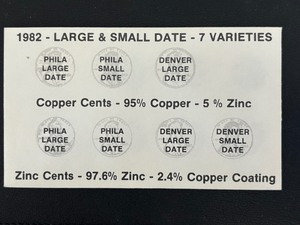 1982 - LARGE & SMALL DATE - 7 VARIETIES
PHILA LARGE DATE
PHILA SMALL DATE
DENVER LARGE DATE
Copper Cents - 95% Copper - 5 % Zinc
PHILA LARGE DATE
PHILA SMALL DATE
DENVER LARGE DATE
DENVER SMALL DATE
Zinc Cents - 97.6% Zinc - 2.4% Copper Coating